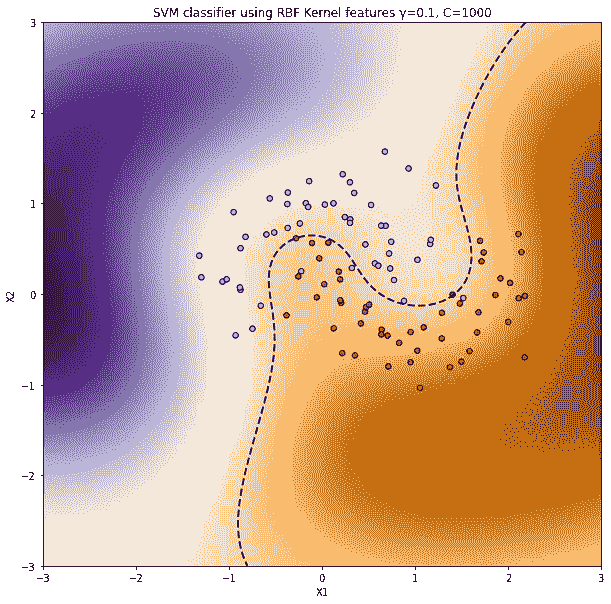 SVM classifier using RBF Kernel features γ=0.1, C=1000
3
2
1
0
−1
−2
−3
X2
−3 −2 −1 0 1 2 3
X1